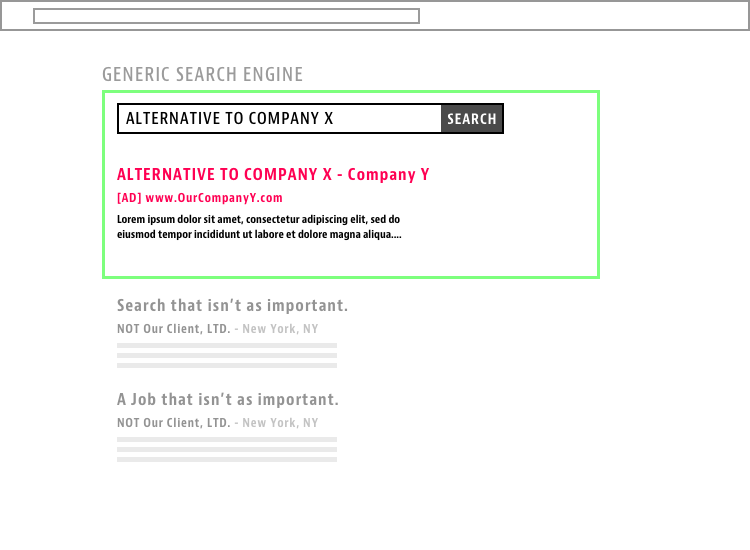 GENERIC SEARCH ENGINE
ALTERNATIVE TO COMPANY X
SEARCH
ALTERNATIVE TO COMPANY X - Company Y
[AD] www.OurCompanyY.com
Lorem ipsum dolor sit amet, consectetur adipiscing elit, sed do
eiusmod tempor incididunt ut labore et dolore magna aliqua....
Search that isn't as important.
NOT Our Client, LTD. - New York, NY
A Job that isn't as important.
NOT Our Client, LTD. - New York, NY